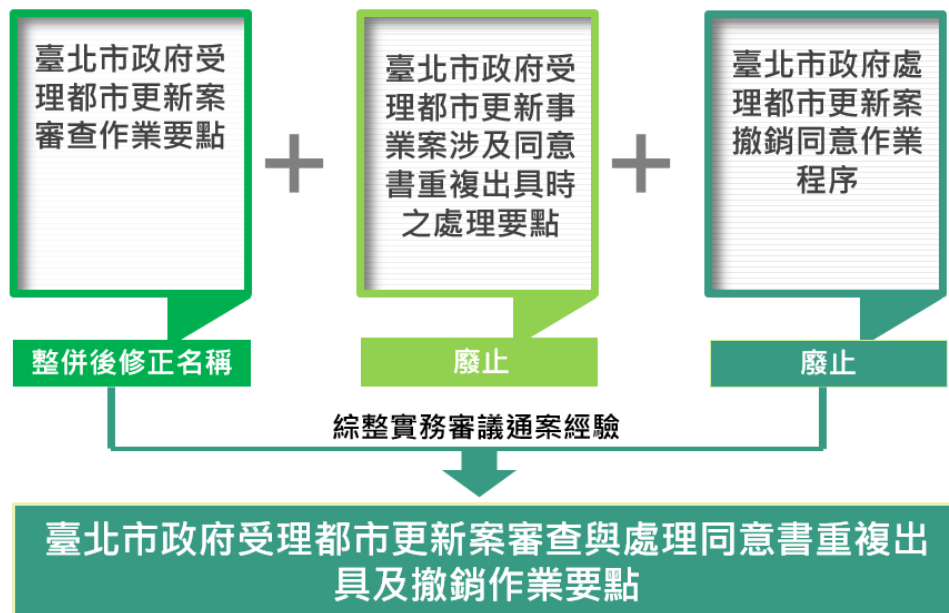 臺北市政府受
理都市更新案
審查作業要點
臺北市政府受
理都市更新事
業案涉及同意
書重複出具時
之處理要點
臺北市政府處
理都市更新案
撤銷同意作業
程序
整併後修正名稱
廢止
廢止
綜整實務審議通案經驗
臺北市政府受理都市更新案審查與處理同意書重複出
具及撤銷作業要點